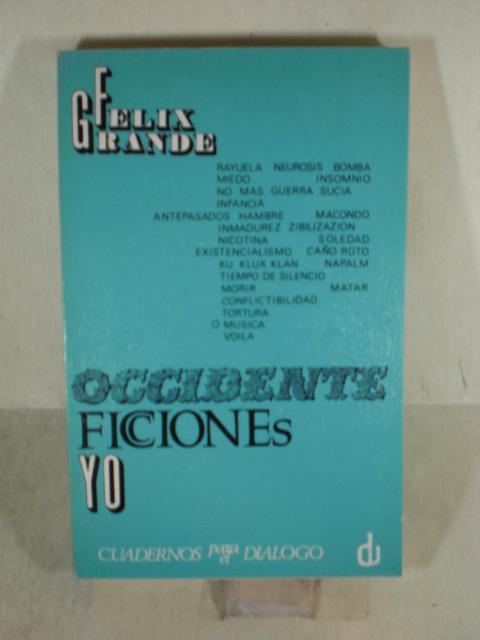 FELIX
GRANDE
RAYUELA NEUROSIS BOMBA
MIEDO INSOMNIO
NO MAS GUERRA SUCIA
INFANCIA
ANTEPASADOS HAMBRE MACONDO
INMADUREZ ZIBILIZAZION
NICOTINA SOLEDAD
EXISTENCIALISMO CAÑO ROTO
KU KLUK KLAN NAPALM
TIEMPO DE SILENCIO
MORIR MATAR
CONFLICTIBILIDAD
TORTURA
O MUSICA
VOILA
OCCIDENTE
FICCIONES
YO
CUADERNOS para el DIALOGO